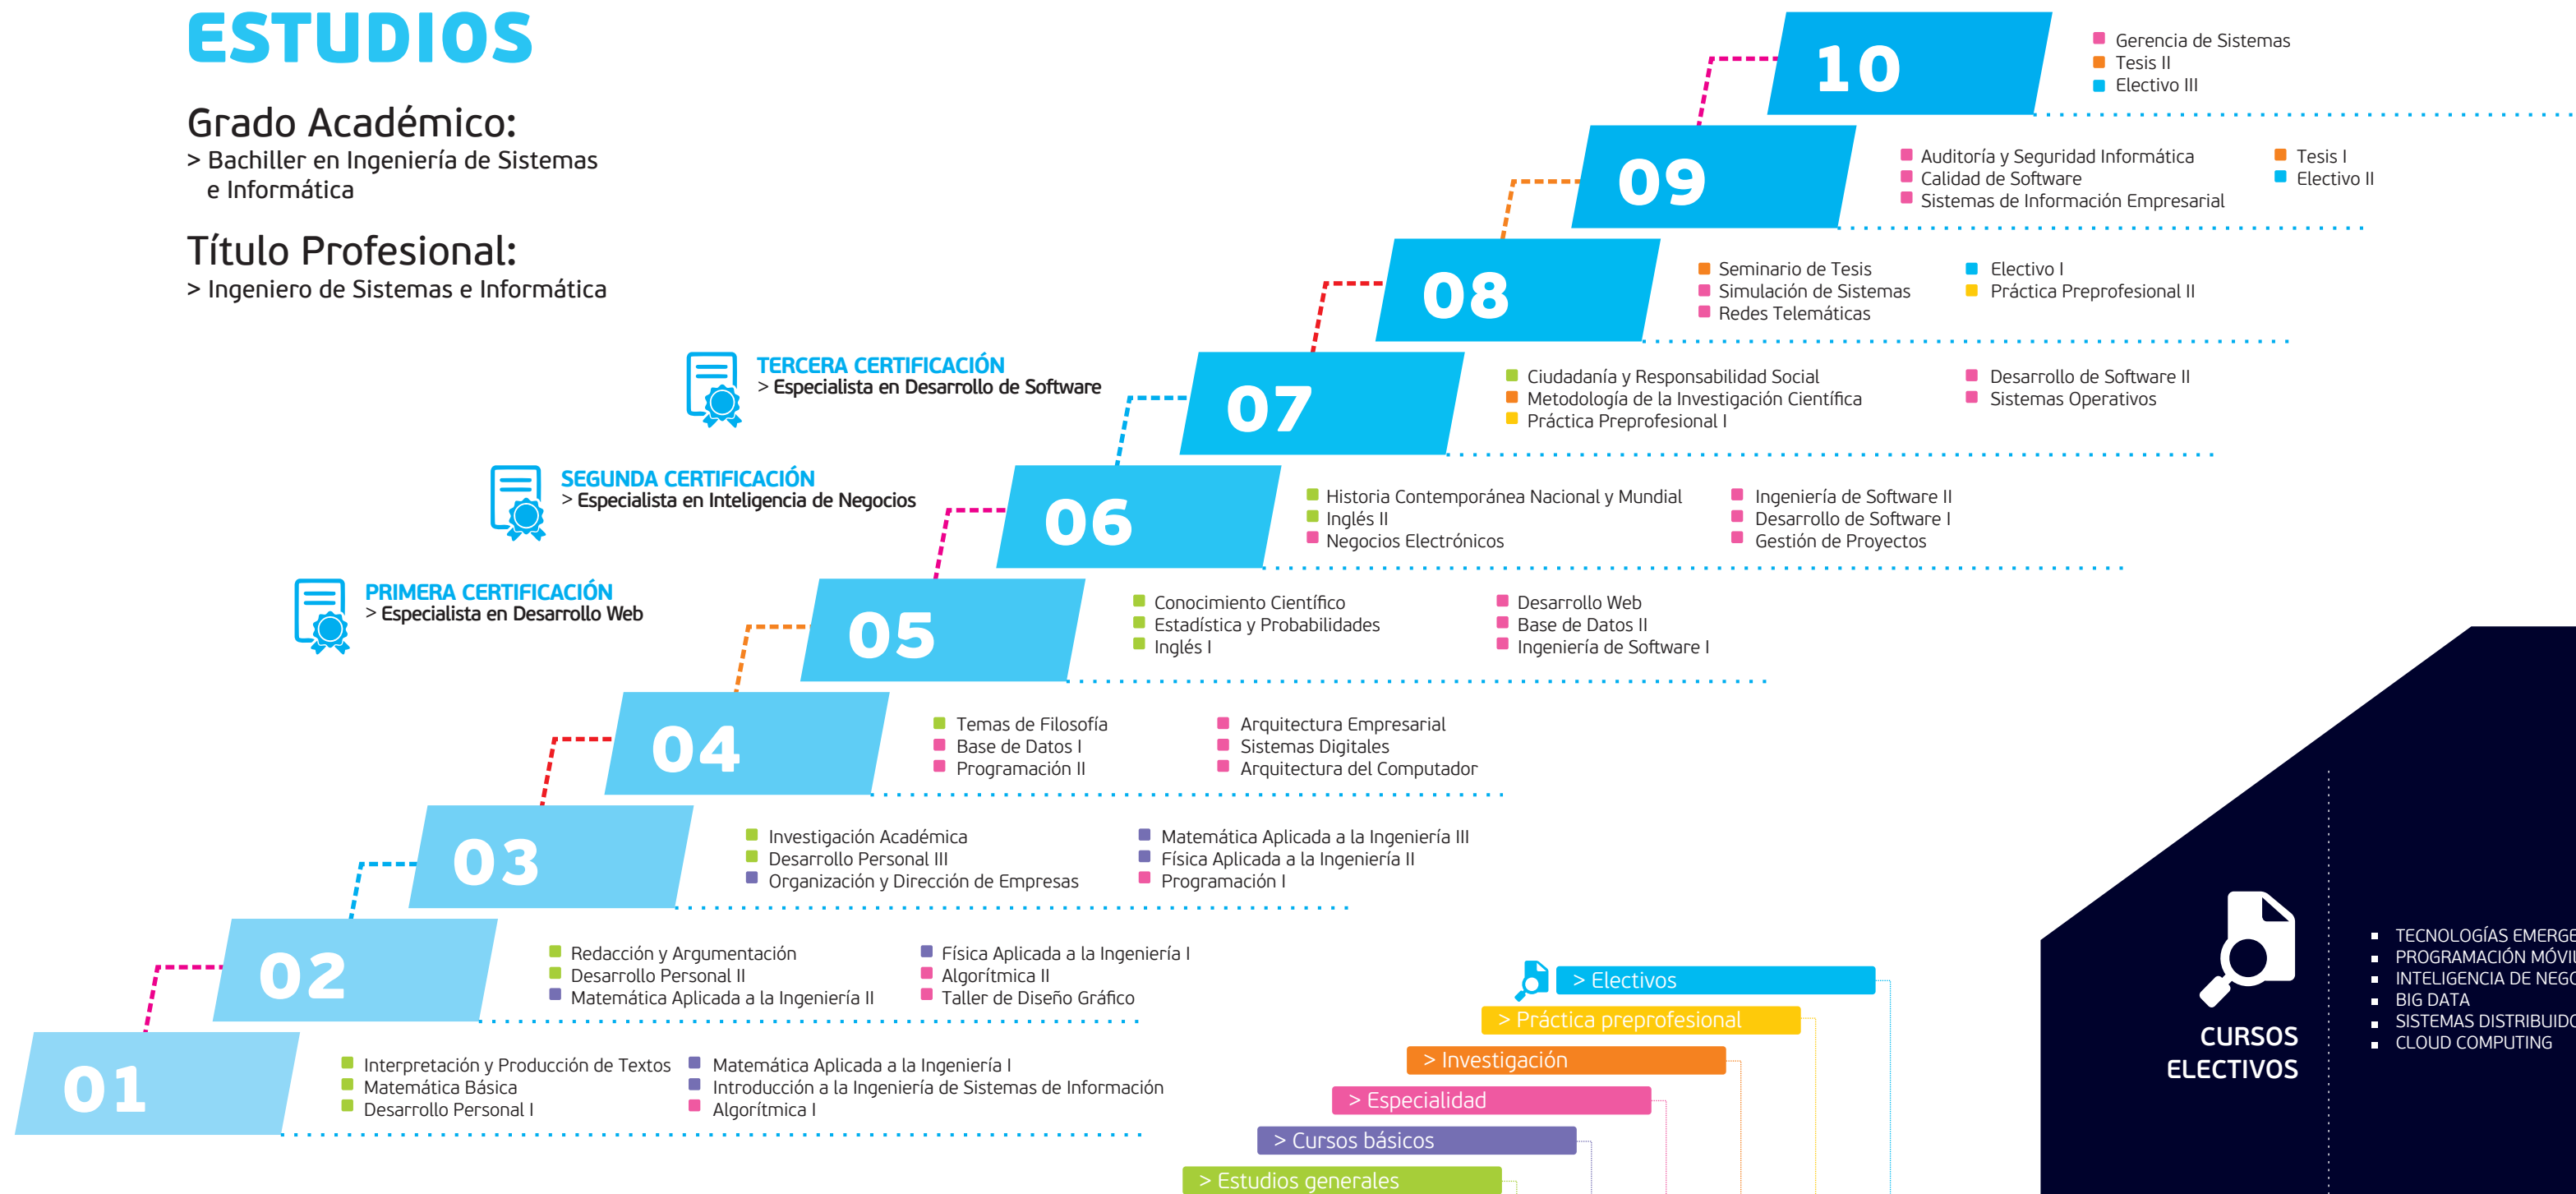 ESTUDIOS
Grado Académico:
> Bachiller en Ingeniería de Sistemas
e Informática
Título Profesional:
> Ingeniero de Sistemas e Informática
10
Gerencia de Sistemas
Tesis II
Electivo III
09
Auditoría y Seguridad Informática
Calidad de Software
Sistemas de Información Empresarial
Tesis I
Electivo II
08
Seminario de Tesis
Simulación de Sistemas
Redes Telemáticas
Electivo I
Práctica Preprofesional II
TERCERA CERTIFICACIÓN
> Especialista en Desarrollo de Software
07
Ciudadanía y Responsabilidad Social
Metodología de la Investigación Científica
Práctica Preprofesional I
Desarrollo de Software II
Sistemas Operativos
SEGUNDA CERTIFICACIÓN
> Especialista en Inteligencia de Negocios
06
Historia Contemporánea Nacional y Mundial
Inglés II
Negocios Electrónicos
Ingeniería de Software II
Desarrollo de Software I
Gestión de Proyectos
PRIMERA CERTIFICACIÓN
> Especialista en Desarrollo Web
05
Conocimiento Científico
Estadística y Probabilidades
Inglés I
Desarrollo Web
Base de Datos II
Ingeniería de Software I
04
Temas de Filosofía
Base de Datos I
Programación II
Arquitectura Empresarial
Sistemas Digitales
Arquitectura del Computador
03
Investigación Académica
Desarrollo Personal III
Organización y Dirección de Empresas
Matemática Aplicada a la Ingeniería III
Física Aplicada a la Ingeniería II
Programación I
02
Redacción y Argumentación
Desarrollo Personal II
Matemática Aplicada a la Ingeniería II
Física Aplicada a la Ingeniería I
Algorítmica II
Taller de Diseño Gráfico
01
Interpretación y Producción de Textos
Matemática Básica
Desarrollo Personal I
Matemática Aplicada a la Ingeniería I
Introducción a la Ingeniería de Sistemas de Información
Algorítmica I
> Electivos
> Práctica preprofesional
> Investigación
> Especialidad
> Cursos básicos
> Estudios generales
CURSOS
ELECTIVOS
TECNOLOGÍAS
PROGRAMACIÓN
INTELIGENCIA DE
BIG DATA
SISTEMAS
CLOUD COMPUTING